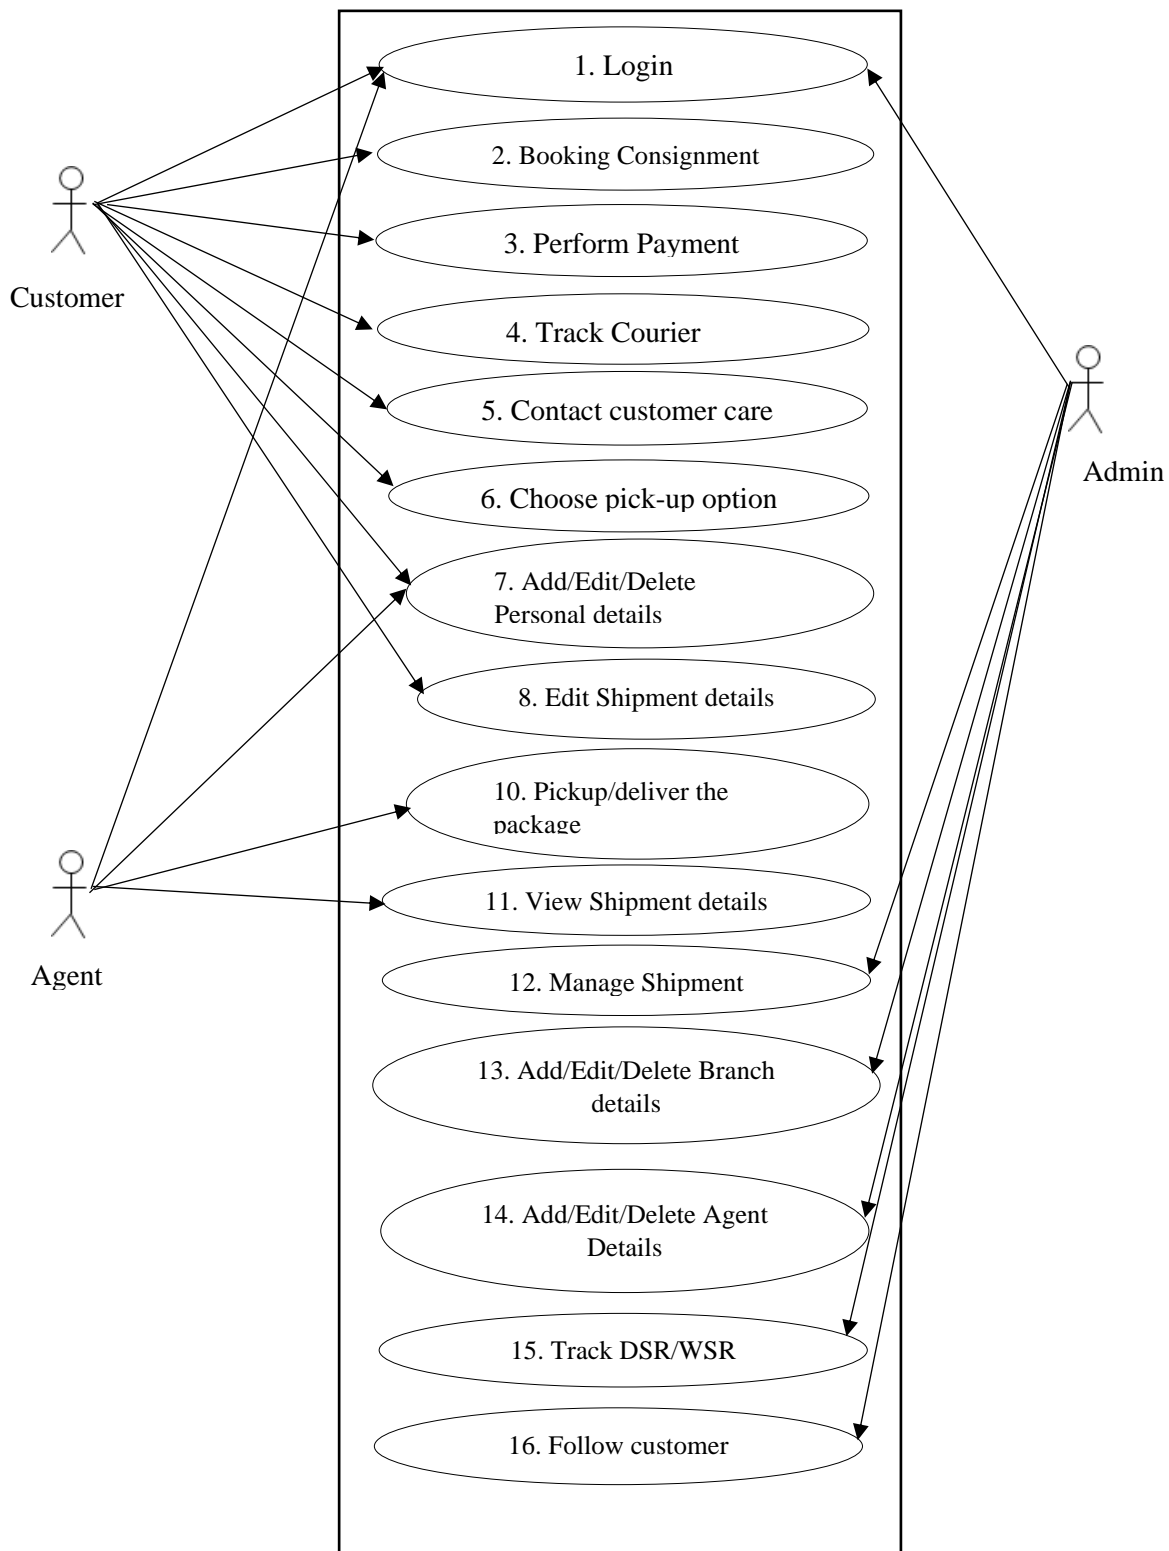 1. Login
2. Booking Consignment
3. Perform Payment
Customer
4. Track Courier
5. Contact customer care
Admin
6. Choose pick-up option
7. Add/Edit/Delete
Personal details
8. Edit Shipment details
10. Pickup/deliver the
package
11. View Shipment details
Agent
12. Manage Shipment
13. Add/Edit/Delete Branch
details
14. Add/Edit/Delete Agent
Details
15. Track DSR/WSR
16. Follow customer